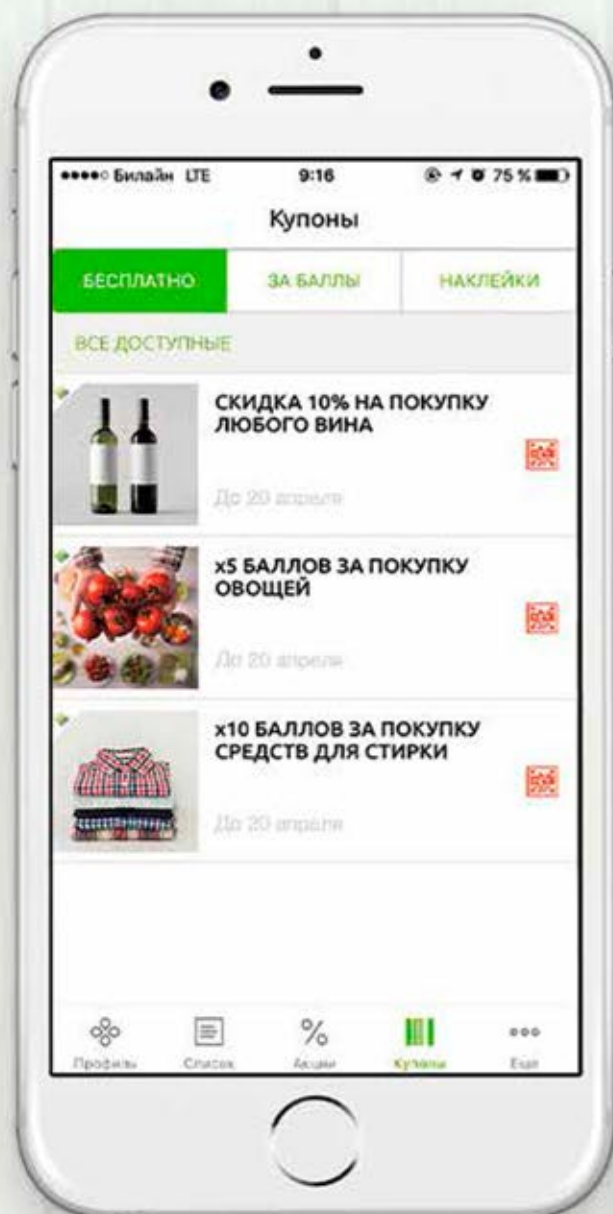 Билайн LTE 9:16 75 %
Купоны
БЕСПЛАТНО ЗА БАЛЛЫ НАКЛЕЙКИ
ВСЕ ДОСТУПНЫЕ
СКИДКА 10% НА ПОКУПКУ
ЛЮБОГО ВИНА
До 20 апреля
х5 БАЛЛОВ ЗА ПОКУПКУ
ОВОЩЕЙ
До 20 апреля
х10 БАЛЛОВ ЗА ПОКУПКУ
СРЕДСТВ ДЛЯ СТИРКИ
До 20 апреля
Профиль Список Акции Купоны Ещё